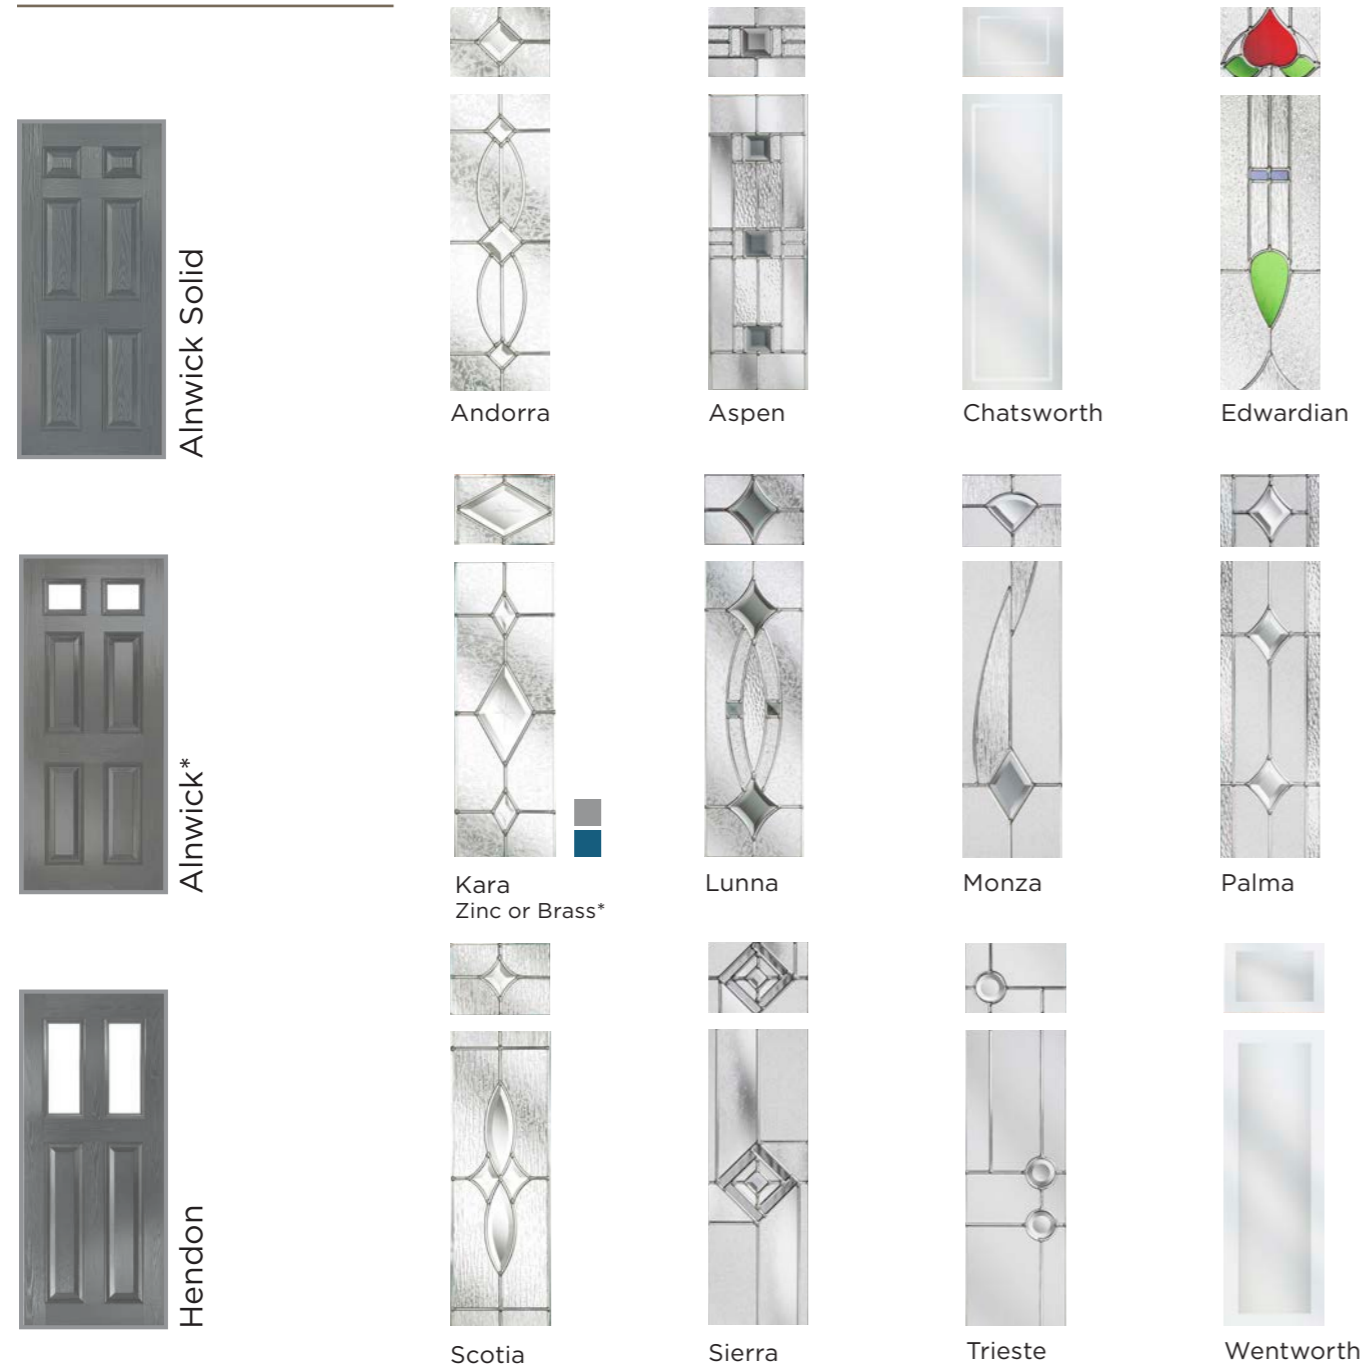 Alnwick Solid
Andorra
Aspen
Chatsworth
Edwardian
Alnwick*
Kara
Zinc or Brass*
Lunna
Monza
Palma
Hendon
Scotia
Sierra
Trieste
Wentworth